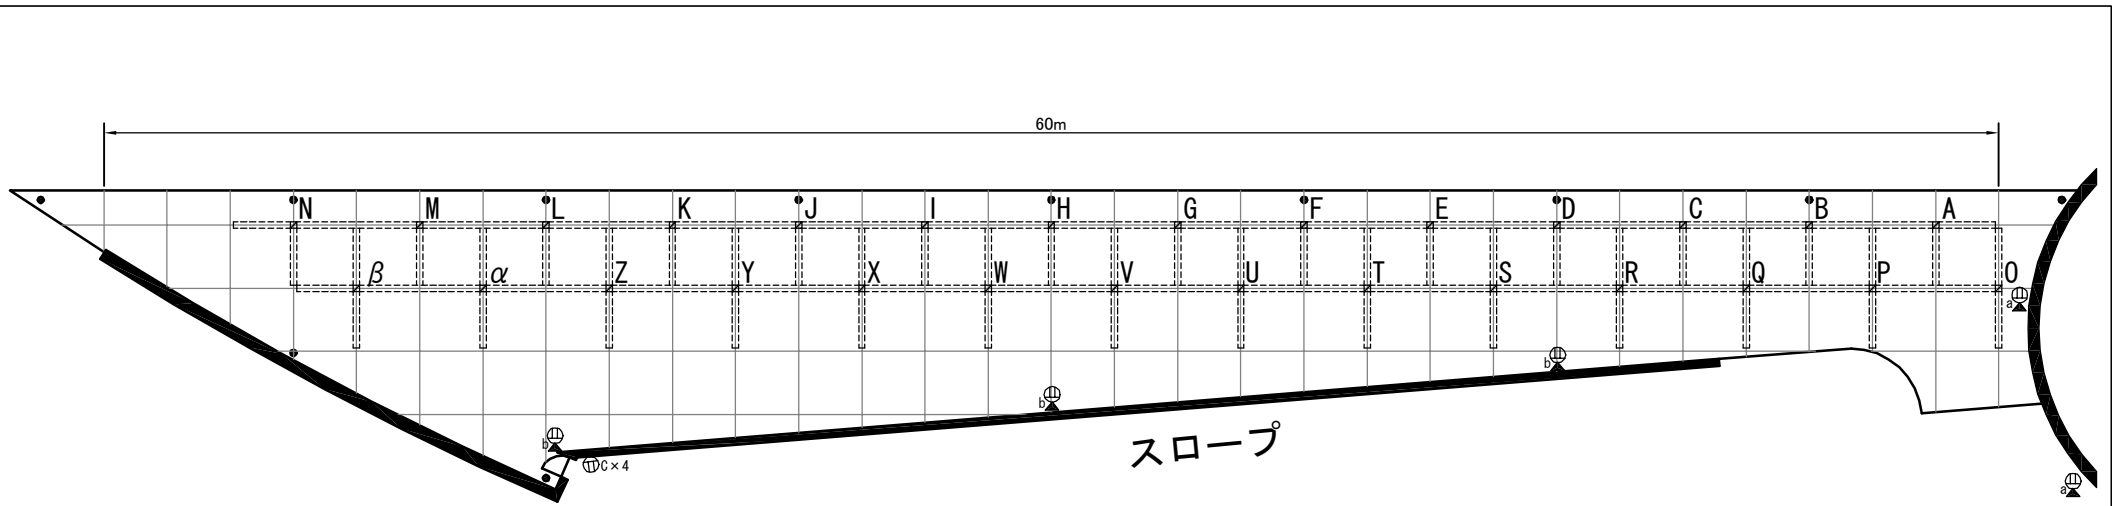 60m
N M L K J I H G F E D C B A
β α Z Y X W V U T S R Q P O
a
b
b
b
C×4
スロープ
a